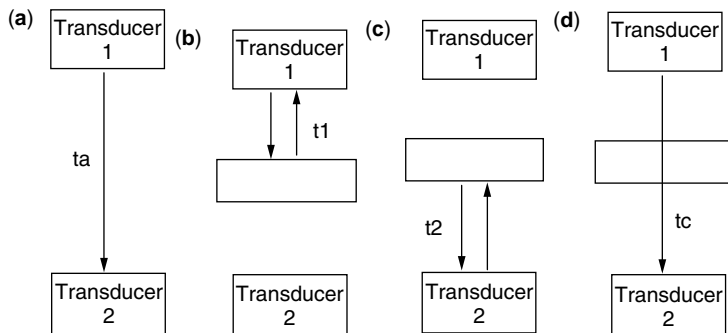 (a)
Transducer
1
ta
Transducer
2
(b)
Transducer
1
t1
Transducer
2
(c)
Transducer
1
t2
Transducer
2
(d)
Transducer
1
tc
Transducer
2